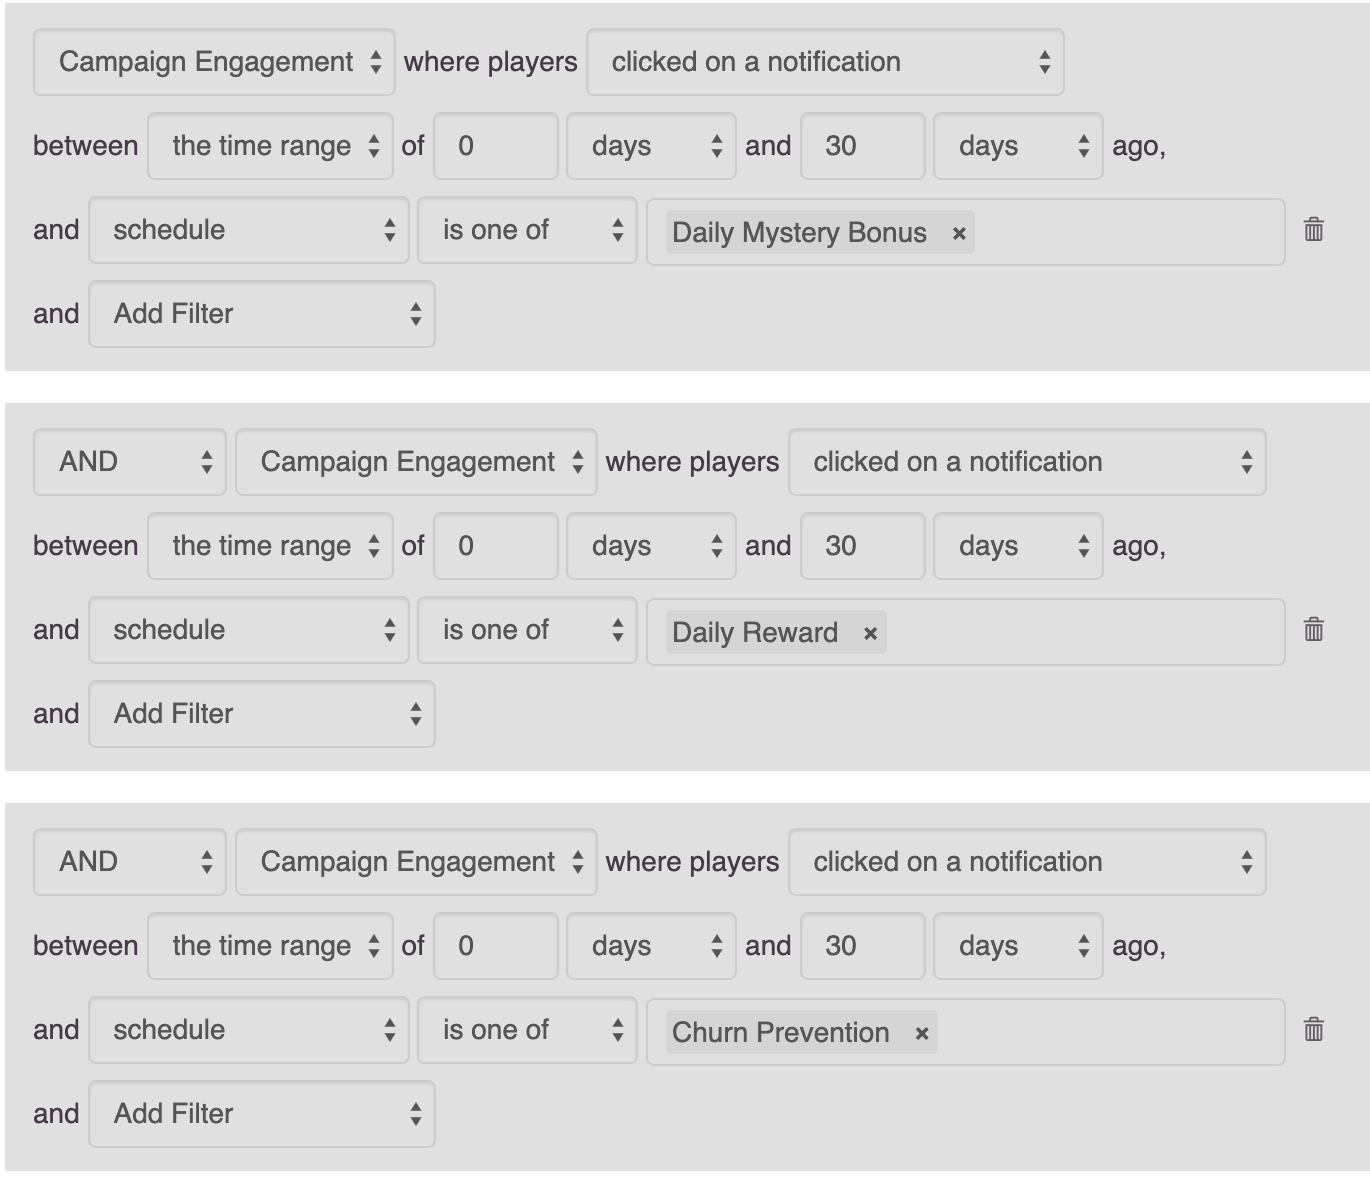 Campaign Engagement where players clicked on a notification
between the time range of 0 days and 30 days ago,
and schedule is one of Daily Mystery Bonus ×
and Add Filter
AND Campaign Engagement where players clicked on a notification
between the time range of 0 days and 30 days ago,
and schedule is one of Daily Reward ×
and Add Filter
AND Campaign Engagement where players clicked on a notification
between the time range of 0 days and 30 days ago,
and schedule is one of Churn Prevention ×
and Add Filter